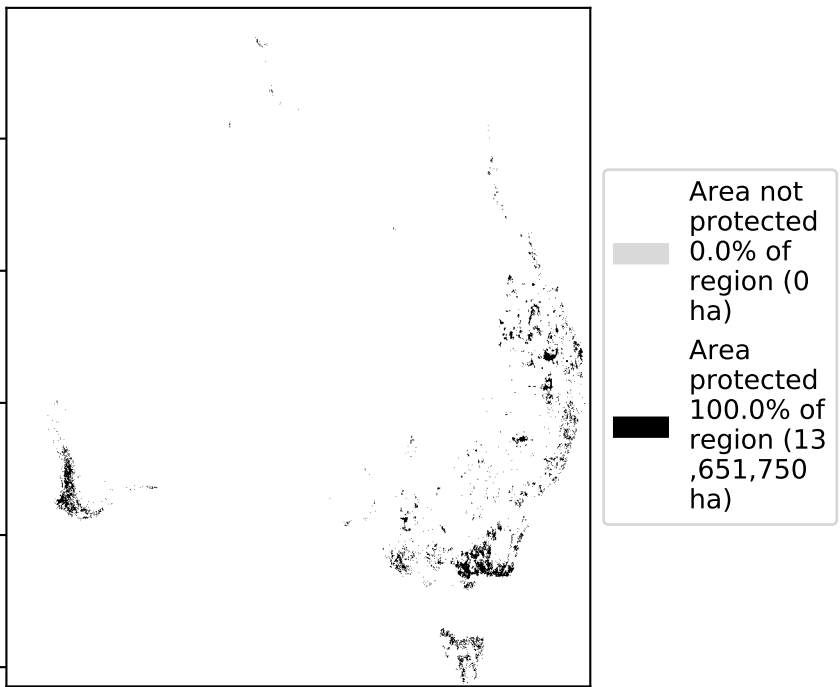 Area not
protected
0.0% of
region (0
ha)
Area
protected
100.0% of
region (13
,651,750
ha)